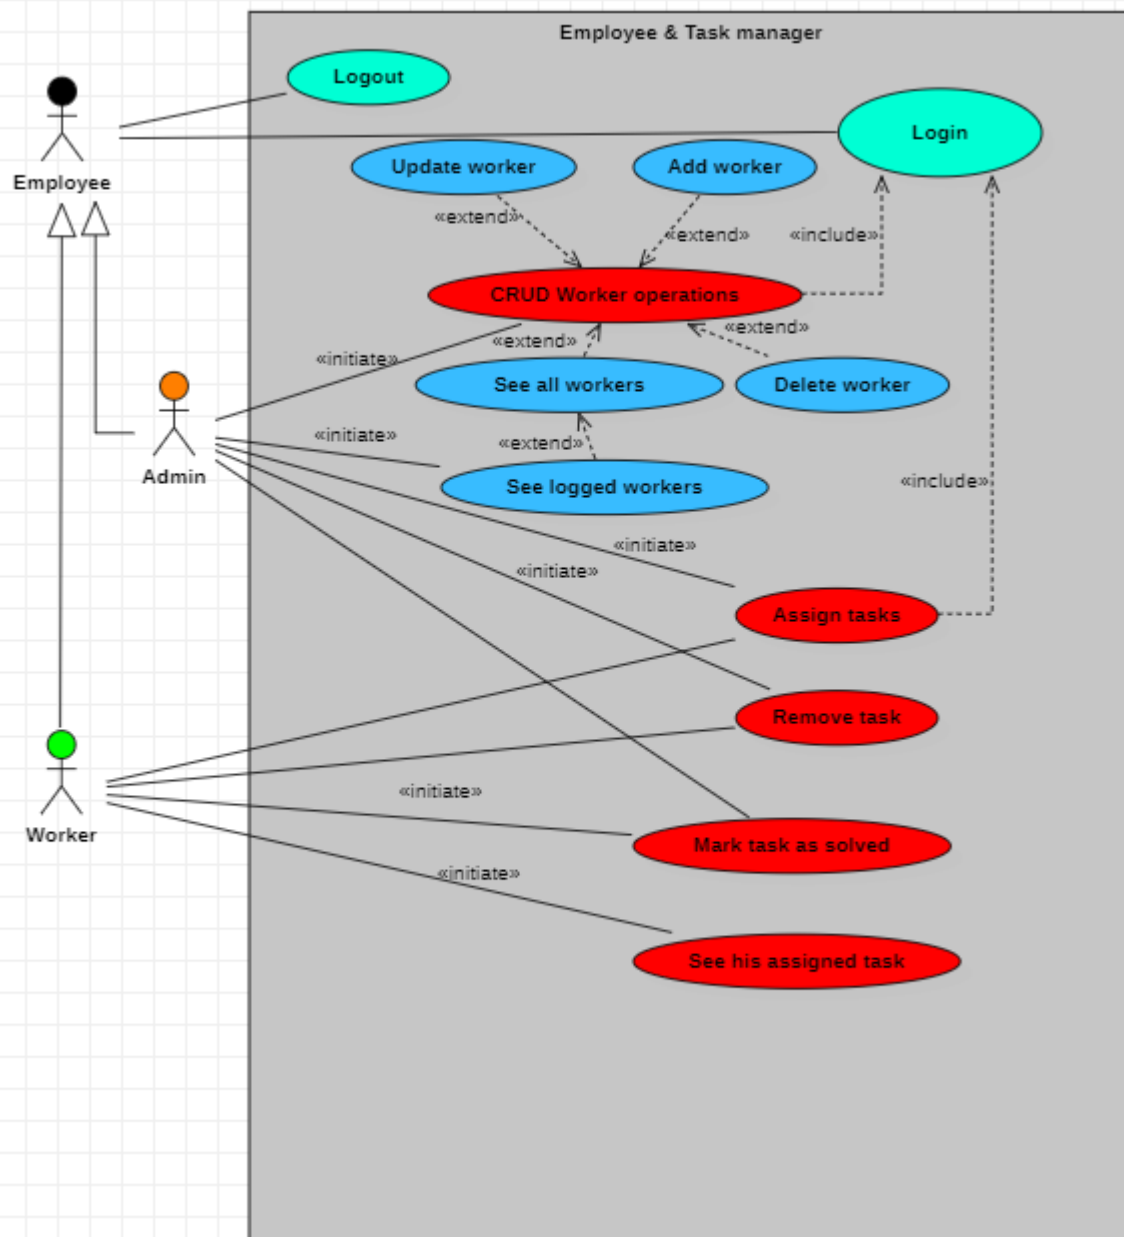 Employee & Task manager
Logout
Login
Employee
Update worker
Add worker
«extend»
«extend»
«include»
CRUD Worker operations
«initiate»
«extend»
«extend»
See all workers
Delete worker
Admin
«initiate»
«extend»
See logged workers
«include»
«initiate»
«initiate»
Assign tasks
Remove task
Worker
«initiate»
Mark task as solved
«initiate»
See his assigned task